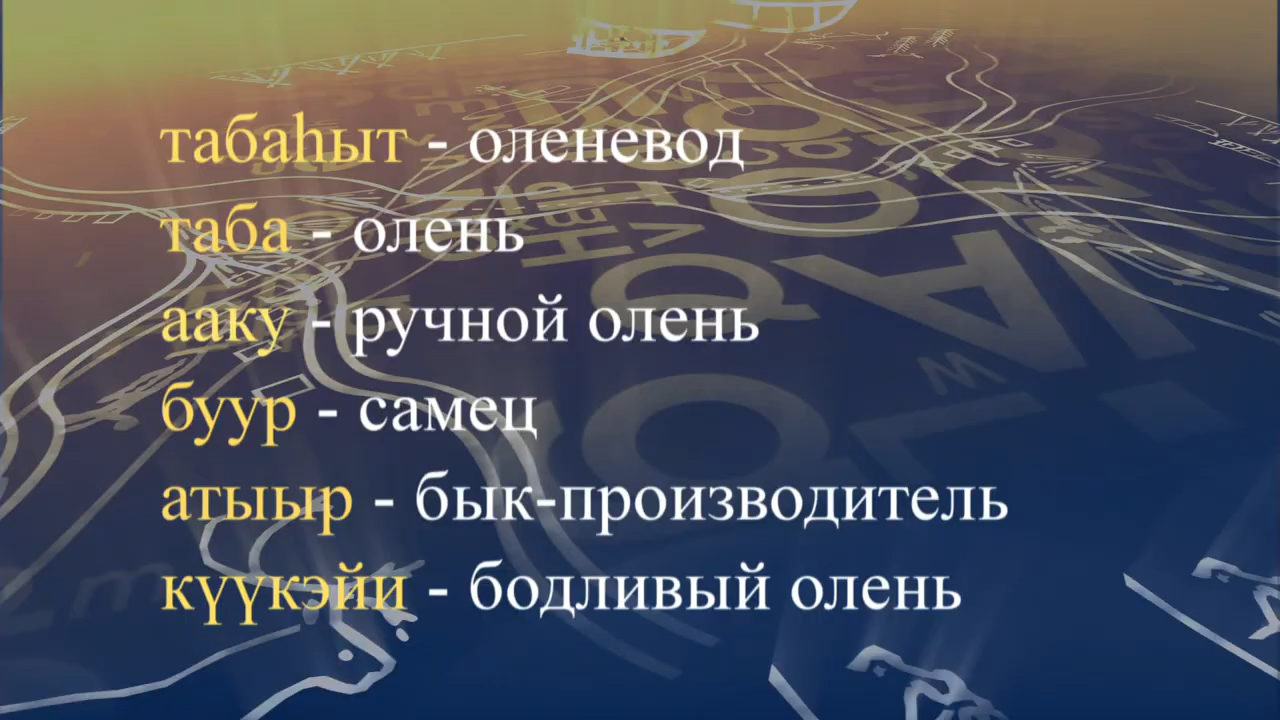 табаһыт - оленевод
таба - олень
ааку - ручной олень
буур - самец
атыыр - бык-производитель
күүкэйи - бодливый олень